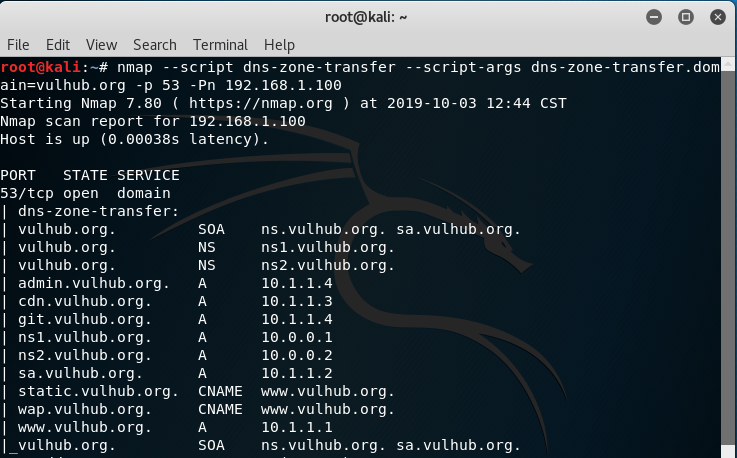 root@kali: ~
File Edit View Search Terminal Help
root@kali:~# nmap --script dns-zone-transfer --script-args dns-zone-transfer.dom
ain=vulhub.org -p 53 -Pn 192.168.1.100
Starting Nmap 7.80 ( https://nmap.org ) at 2019-10-03 12:44 CST
Nmap scan report for 192.168.1.100
Host is up (0.00038s latency).
PORT   STATE SERVICE
53/tcp open  domain
| dns-zone-transfer:
| vulhub.org.         SOA    ns.vulhub.org. sa.vulhub.org.
| vulhub.org.         NS     ns1.vulhub.org.
| vulhub.org.         NS     ns2.vulhub.org.
| admin.vulhub.org.   A      10.1.1.4
| cdn.vulhub.org.     A      10.1.1.3
| git.vulhub.org.     A      10.1.1.4
| ns1.vulhub.org.     A      10.0.0.1
| ns2.vulhub.org.     A      10.0.0.2
| sa.vulhub.org.      A      10.1.1.2
| static.vulhub.org.  CNAME  www.vulhub.org.
| wap.vulhub.org.     CNAME  www.vulhub.org.
| www.vulhub.org.     A      10.1.1.1
|_vulhub.org.         SOA    ns.vulhub.org. sa.vulhub.org.